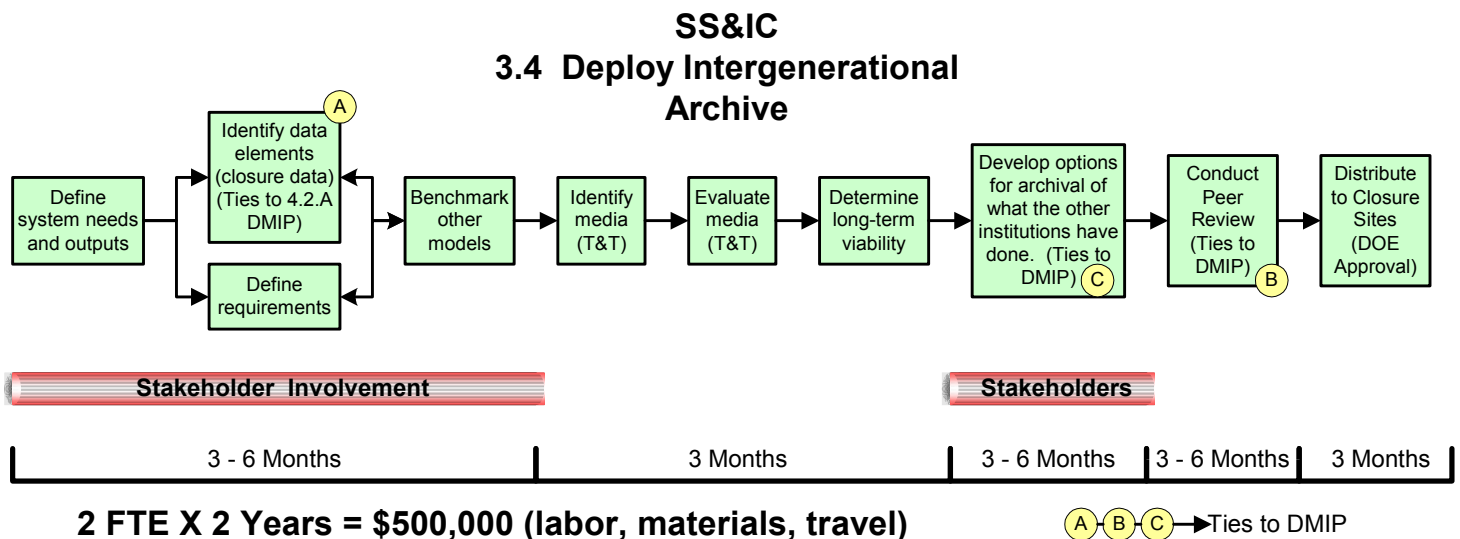 SS&IC
3.4 Deploy Intergenerational
Archive
Define
system needs
and outputs
A
Identify data
elements
(closure data)
(Ties to 4.2.A
DMIP)
Define
requirements
Benchmark
other
models
Identify
media
(T&T)
Evaluate
media
(T&T)
Determine
long-term
viability
Develop options
for archival of
what the other
institutions have
done. (Ties to
DMIP)
C
Conduct
Peer
Review
(Ties to
DMIP)
B
Distribute
to Closure
Sites
(DOE
Approval)
Stakeholder Involvement
Stakeholders
3 - 6 Months
3 Months
3 - 6 Months
3 - 6 Months
3 Months
2 FTE X 2 Years = $500,000 (labor, materials, travel)
A B C Ties to DMIP